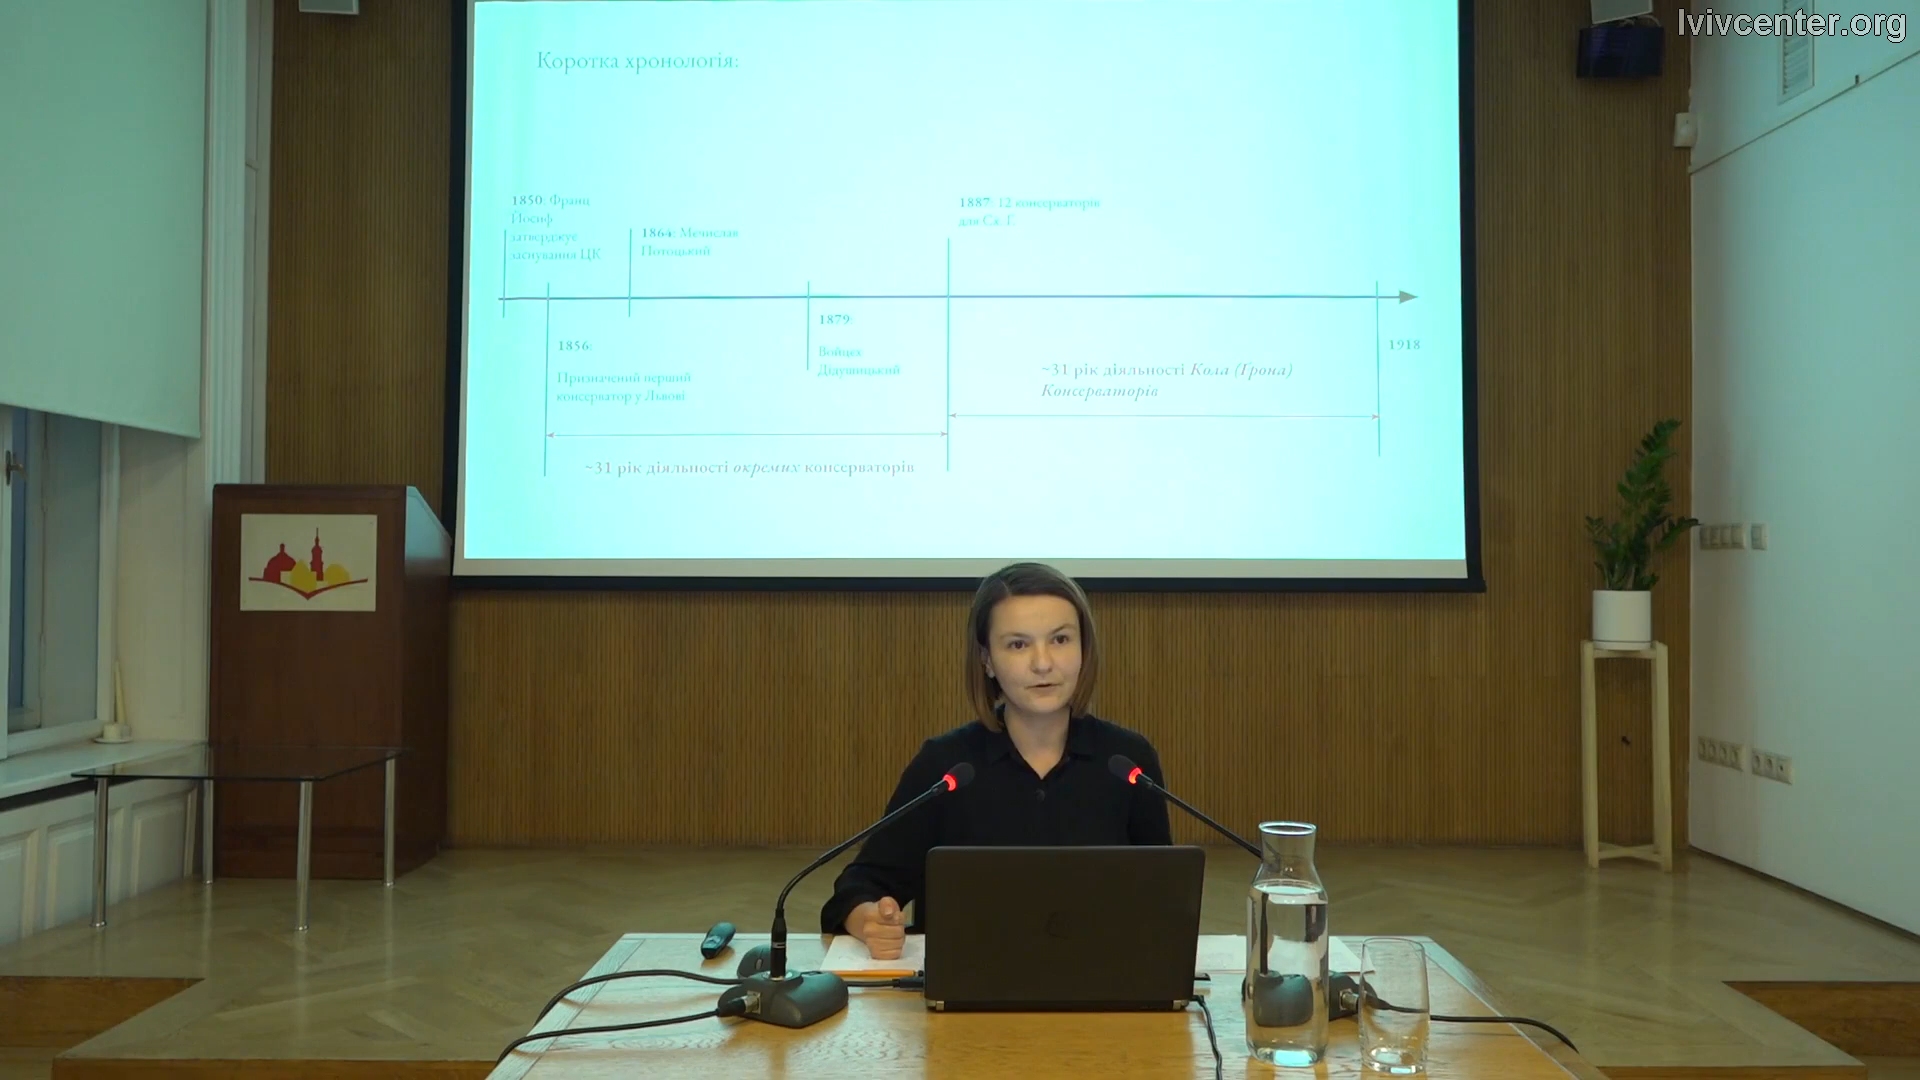 lvivcenter.org
Коротка хронологія:
1850: Франц
Йосиф
затверджує
заснування ЦК
1864: Мечислав
Потоцький
1887: 12 консерваторів
для Сх. Г.
1856:
Призначений перший
консерватор у Львові
1879:
Войцех
Дідушицький
1918
~31 рік діяльності Кола (Ґрона)
Консерваторів
~31 рік діяльності окремих консерваторів